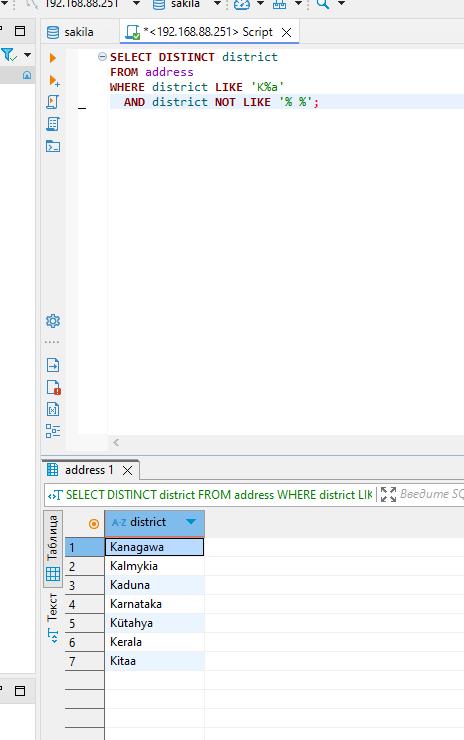 192.168.88.251 sakila
sakila *<192.168.88.251> Script
SELECT DISTINCT district
FROM address
WHERE district LIKE 'K%a'
AND district NOT LIKE '% %';
address 1
SELECT DISTINCT district FROM address WHERE district LIK Введите SQ
Таблица
Текст
A-Z district
1 Kanagawa
2 Kalmykia
3 Kaduna
4 Karnataka
5 Kütahya
6 Kerala
7 Kitaa